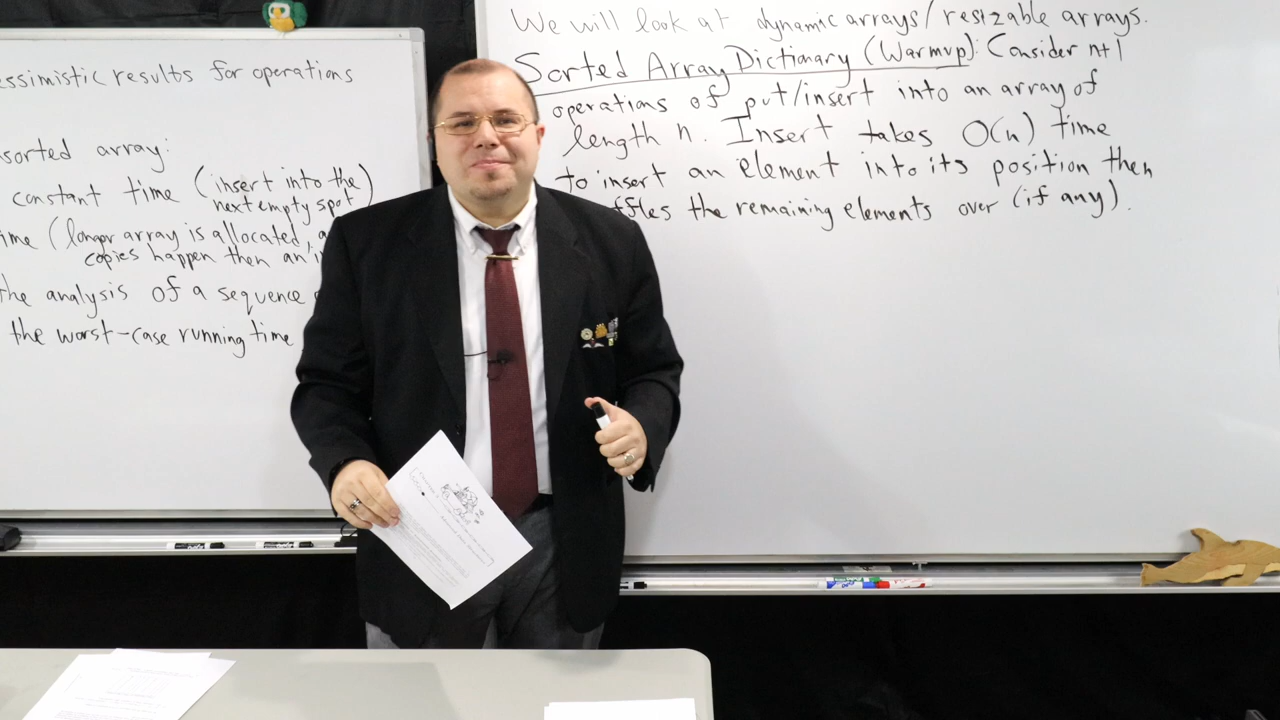 essimistic results for operations
sorted array:
constant time (insert into the
next empty spot)
ime (longer array is allocated,
copies happen then an
the analysis of a sequence
the worst-case running time
We will look at dynamic arrays/resizable arrays.
Sorted Array Dictionary (Warmup): Consider n+1
operations of put/insert into an array of
length n. Insert takes O(n) time
to insert an element into its position then
ffles the remaining elements over (if any).